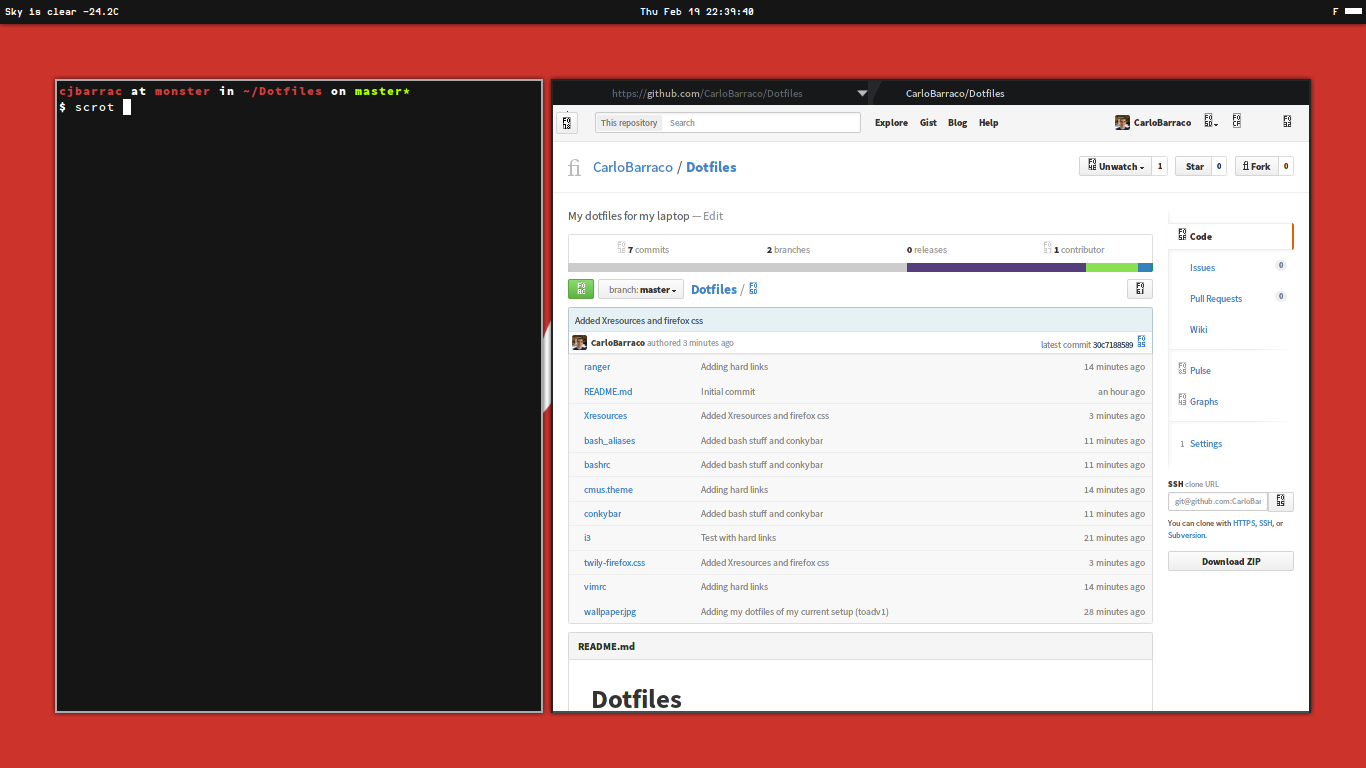 Sky is clear -24.2C
Thu Feb 19 22:39:40
F
cjbarrac at monster in ~/Dotfiles on master*
$ scrot
https://github.com/CarloBarraco/Dotfiles
CarloBarraco/Dotfiles
This repository Search
Explore Gist Blog Help
CarloBarraco
CarloBarraco / Dotfiles
Unwatch 1 Star 0 Fork 0
My dotfiles for my laptop — Edit
7 commits 2 branches 0 releases 1 contributor
branch: master
Dotfiles /
Added Xresources and firefox css
CarloBarraco authored 3 minutes ago
latest commit 30c7188589
ranger Adding hard links 14 minutes ago
README.md Initial commit an hour ago
Xresources Added Xresources and firefox css 3 minutes ago
bash_aliases Added bash stuff and conkybar 11 minutes ago
bashrc Added bash stuff and conkybar 11 minutes ago
cmus.theme Adding hard links 14 minutes ago
conkybar Added bash stuff and conkybar 11 minutes ago
i3 Test with hard links 21 minutes ago
twily-firefox.css Added Xresources and firefox css 3 minutes ago
vimrc Adding hard links 14 minutes ago
wallpaper.jpg Adding my dotfiles of my current setup (toadv1) 28 minutes ago
README.md
Dotfiles
Code
Issues 0
Pull Requests 0
Wiki
Pulse
Graphs
1 Settings
SSH clone URL
git@github.com:CarloBar
You can clone with HTTPS, SSH, or
Subversion.
Download ZIP